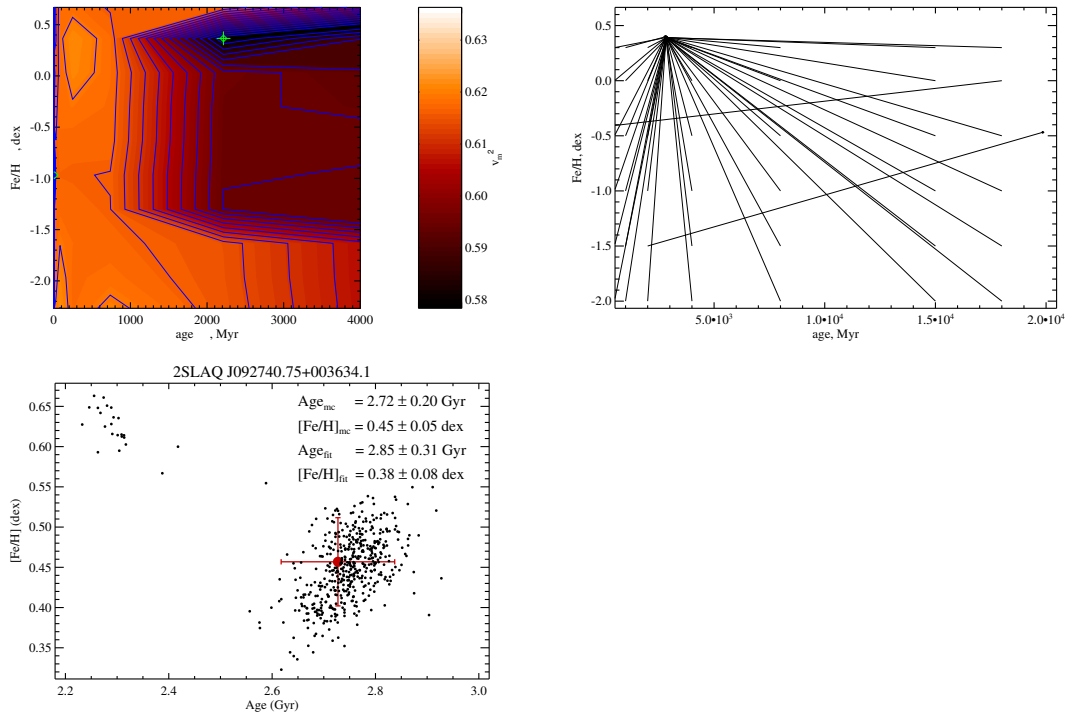 0.5
0.0
-0.5
-1.0
-1.5
-2.0
Fe/H , dex
0 1000 2000 3000 4000
age , Myr
0.63
0.62
0.61
0.60
0.59
0.58
v_m^2
0.5
0.0
-0.5
-1.0
-1.5
-2.0
Fe/H, dex
5.0•10^3 1.0•10^4 1.5•10^4 2.0•10^4
age, Myr
2SLAQ J092740.75+003634.1
Age_mc = 2.72 ± 0.20 Gyr
[Fe/H]_mc = 0.45 ± 0.05 dex
Age_fit = 2.85 ± 0.31 Gyr
[Fe/H]_fit = 0.38 ± 0.08 dex
0.65
0.60
0.55
0.50
0.45
0.40
0.35
[Fe/H] (dex)
2.2 2.4 2.6 2.8 3.0
Age (Gyr)